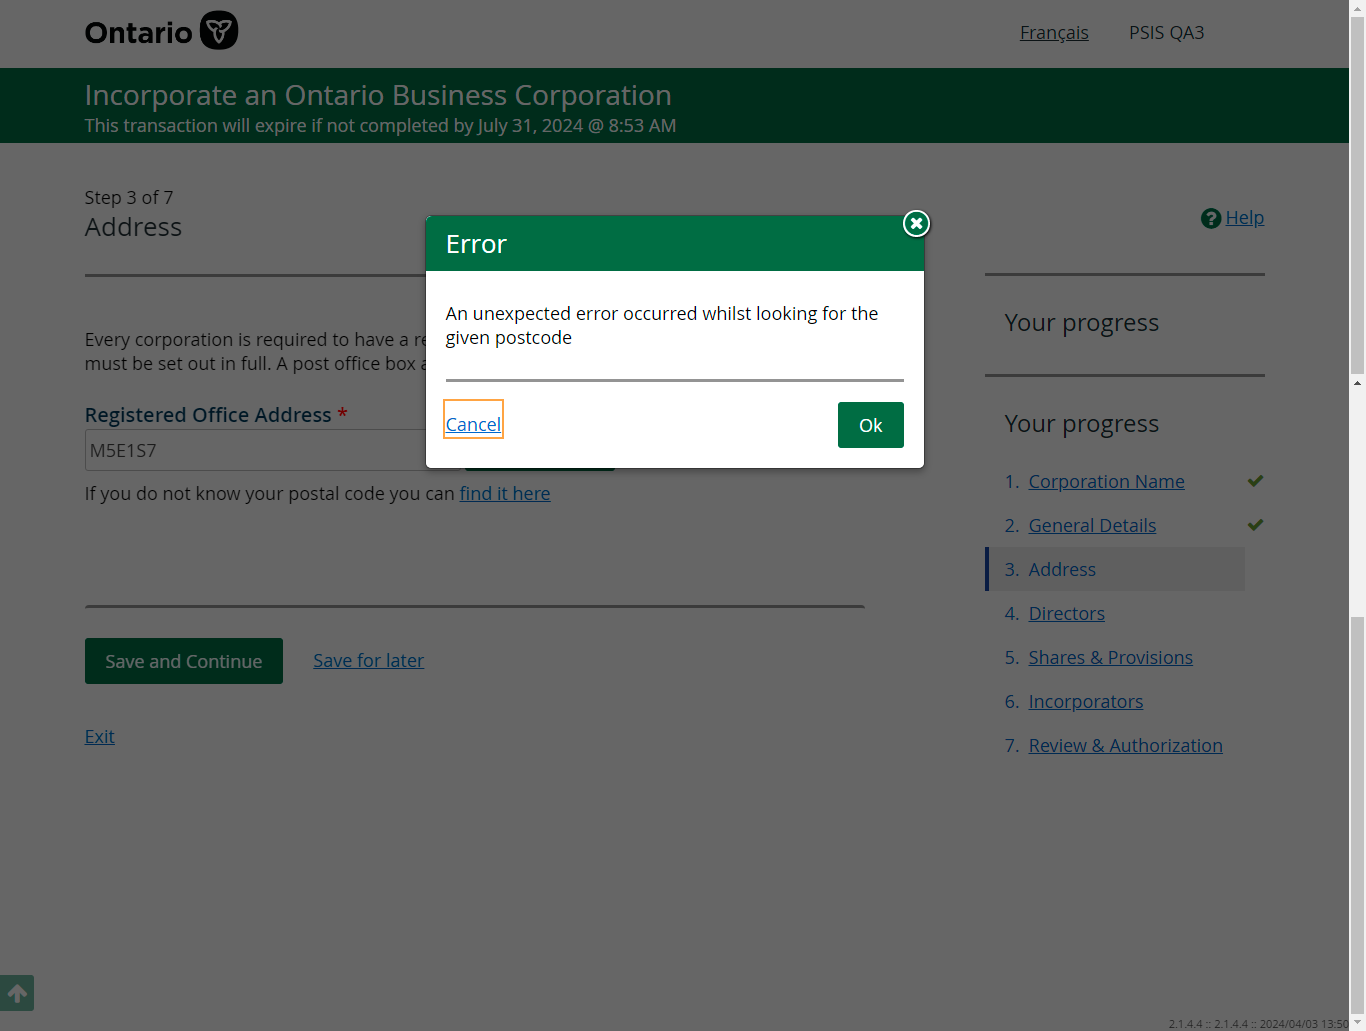 Ontario
Français
PSIS QA3
Incorporate an Ontario Business Corporation
This transaction will expire if not completed by July 31, 2024 @ 8:53 AM
Step 3 of 7
Address
Help
Error
An unexpected error occurred whilst looking for the
given postcode
Cancel
Ok
Every corporation is required to have a
must be set out in full. A post office box
Registered Office Address *
M5E1S7
If you do not know your postal code you can find it here
Save and Continue
Save for later
Exit
Your progress
Your progress
1. Corporation Name
2. General Details
3. Address
4. Directors
5. Shares & Provisions
6. Incorporators
7. Review & Authorization
2.1.4.4 :: 2.1.4.4 :: 2024/04/03 13:50